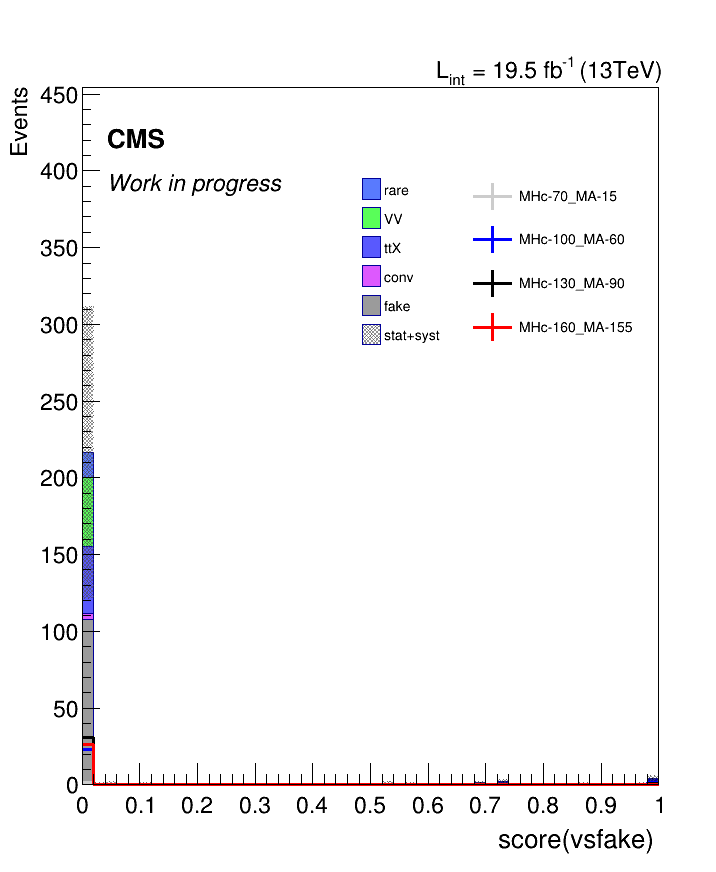 L_int = 19.5 fb^-1 (13TeV)
Events
450
400
350
300
250
200
150
100
50
0
CMS
Work in progress
rare
VV
ttX
conv
fake
stat+syst
MHc-70_MA-15
MHc-100_MA-60
MHc-130_MA-90
MHc-160_MA-155
0 0.1 0.2 0.3 0.4 0.5 0.6 0.7 0.8 0.9 1
score(vsfake)